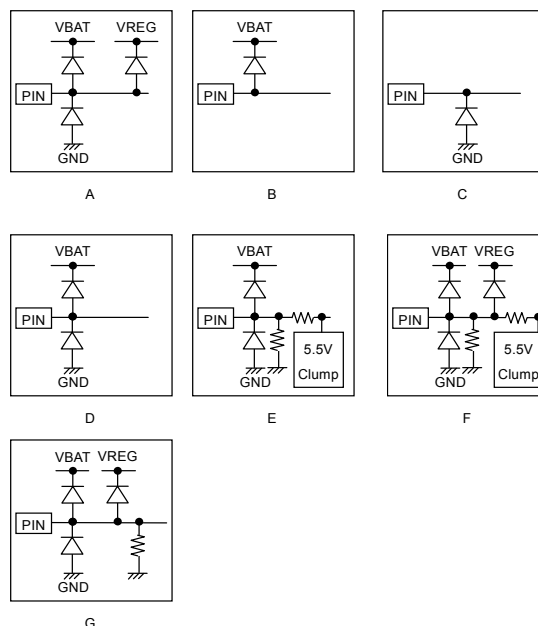 VBAT VREG
PIN
GND
A
VBAT
PIN
B
PIN
GND
C
VBAT
PIN
GND
D
VBAT
PIN
5.5V
GND Clump
E
VBAT VREG
PIN
5.5V
GND Clump
F
VBAT VREG
PIN
GND
G